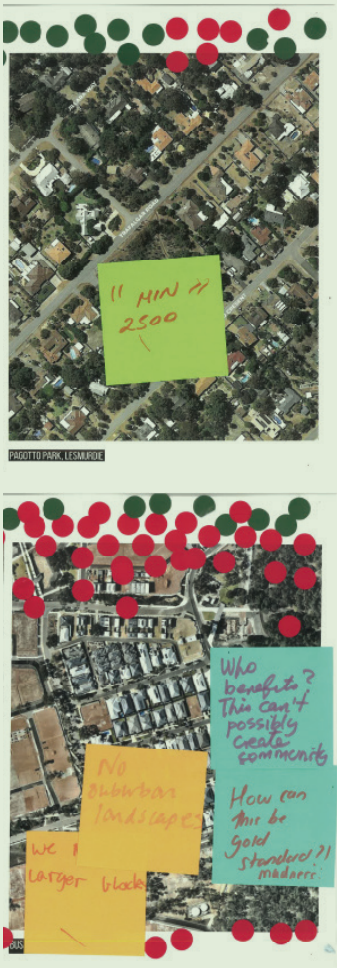 " MIN "
2500
PAGOTTO PARK, LESMURDIE
Who
benefits?
This can't
possibly
create
community
No
suburban
landscapes
How can
this be
gold
standard?!
madness!
we
Larger blocks
BUS